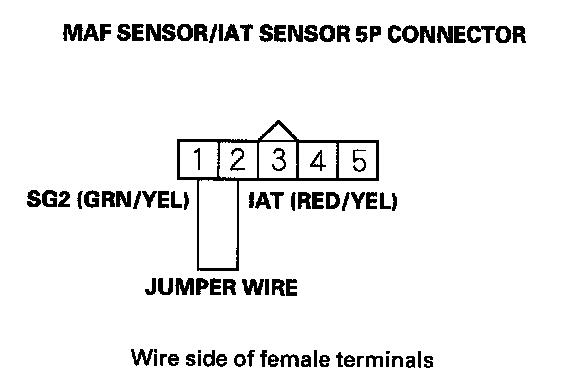 MAF SENSOR/IAT SENSOR 5P CONNECTOR
1 2 3 4 5
SG2 (GRN/YEL) IAT (RED/YEL)
JUMPER WIRE
Wire side of female terminals